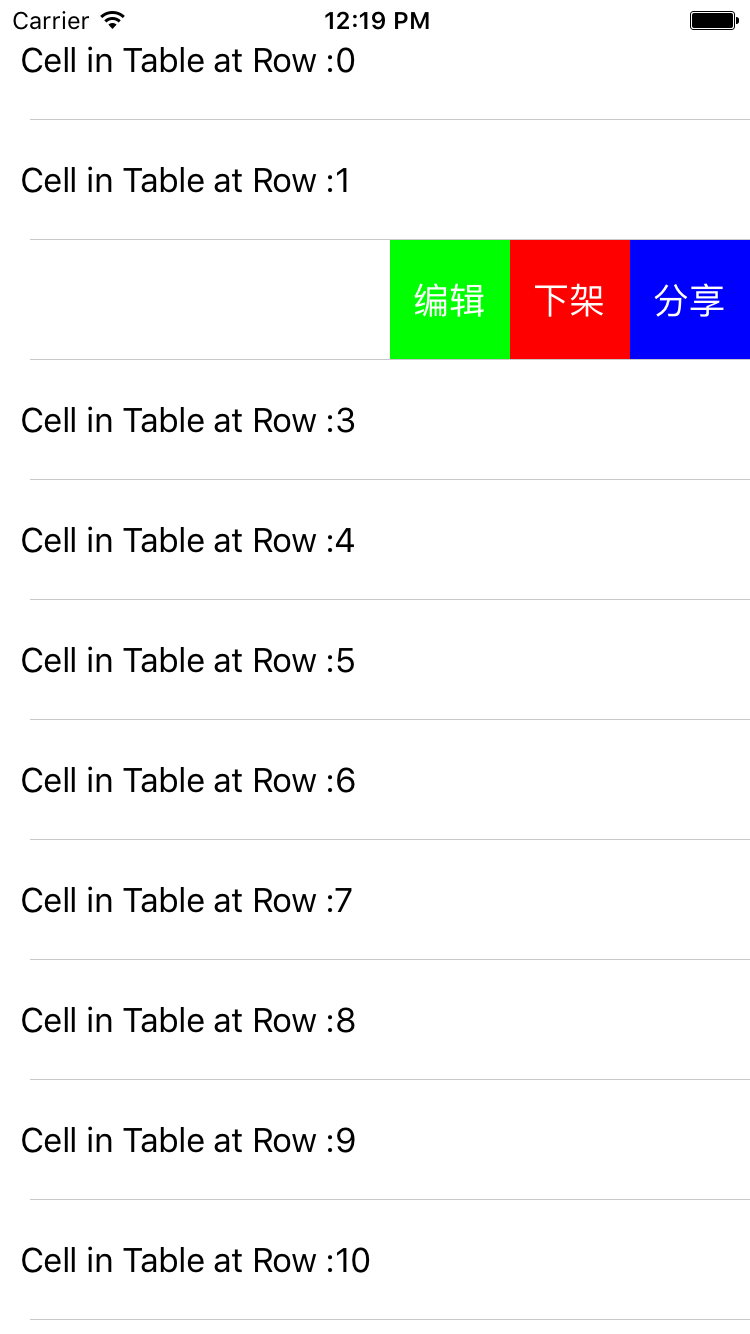 Carrier 12:19 PM
Cell in Table at Row :0
Cell in Table at Row :1
编辑 下架 分享
Cell in Table at Row :3
Cell in Table at Row :4
Cell in Table at Row :5
Cell in Table at Row :6
Cell in Table at Row :7
Cell in Table at Row :8
Cell in Table at Row :9
Cell in Table at Row :10